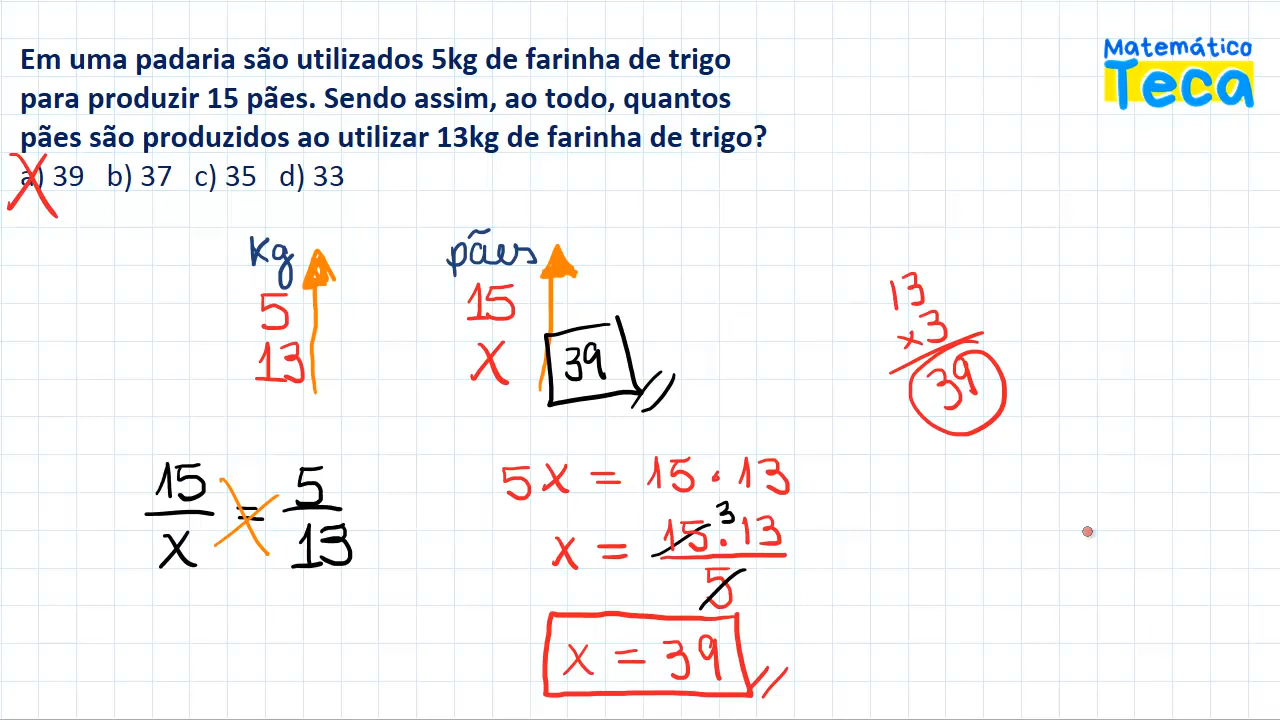 Em uma padaria são utilizados 5kg de farinha de trigo
para produzir 15 pães. Sendo assim, ao todo, quantos
pães são produzidos ao utilizar 13kg de farinha de trigo?
a) 39 b) 37 c) 35 d) 33
Matemático
Teca
kg pães
5 15
13 x 39
13
x3
39
15/x = 5/13
5x = 15 . 13
x = 15 . 13 / 5
3
x = 39